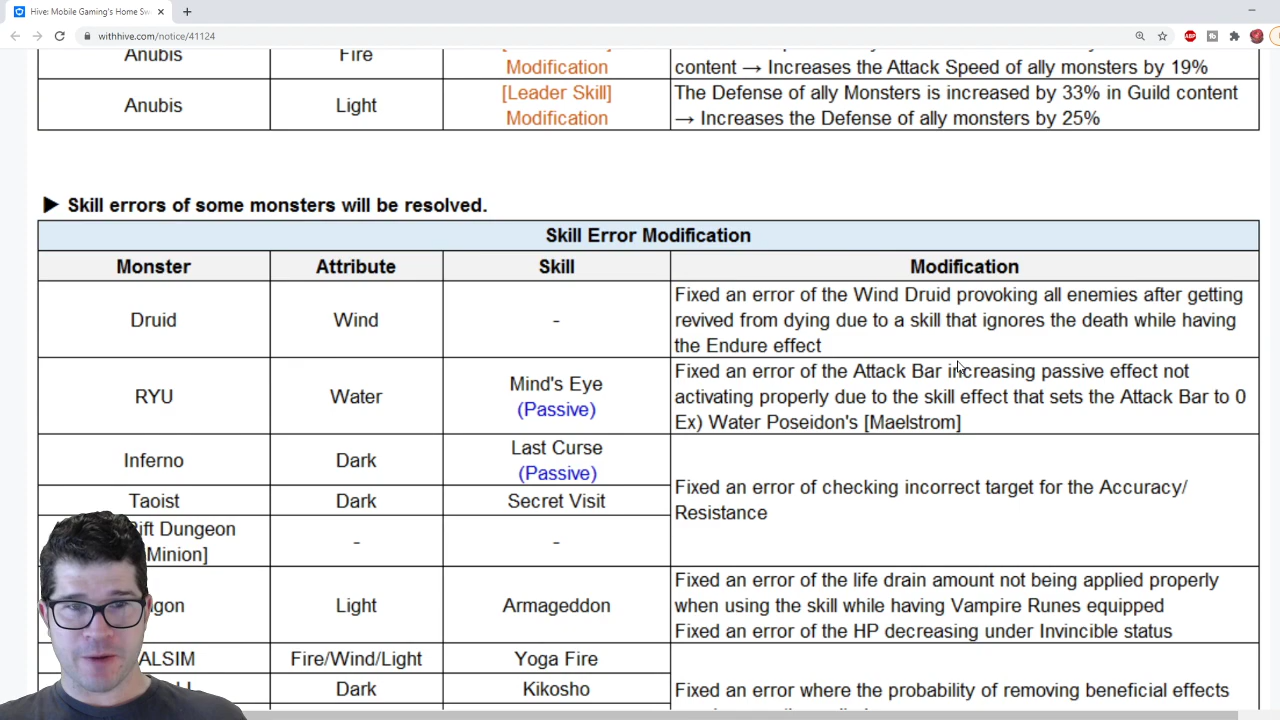 Hive: Mobile Gaming's Home Sw
withhive.com/notice/41124
Anubis
Fire
Modification
content → Increases the Attack Speed of ally monsters by 19%
Anubis
Light
[Leader Skill]
Modification
The Defense of ally Monsters is increased by 33% in Guild content
→ Increases the Defense of ally monsters by 25%
► Skill errors of some monsters will be resolved.
Skill Error Modification
Monster
Attribute
Skill
Modification
Druid
Wind
-
Fixed an error of the Wind Druid provoking all enemies after getting
revived from dying due to a skill that ignores the death while having
the Endure effect
RYU
Water
Mind's Eye
(Passive)
Fixed an error of the Attack Bar increasing passive effect not
activating properly due to the skill effect that sets the Attack Bar to 0
Ex) Water Poseidon's [Maelstrom]
Inferno
Dark
Last Curse
(Passive)
Fixed an error of checking incorrect target for the Accuracy/
Resistance
Taoist
Dark
Secret Visit
ift Dungeon
Minion]
-
-
gon
Light
Armageddon
Fixed an error of the life drain amount not being applied properly
when using the skill while having Vampire Runes equipped
Fixed an error of the HP decreasing under Invincible status
ALSIM
Fire/Wind/Light
Yoga Fire
Dark
Kikosho
Fixed an error where the probability of removing beneficial effects